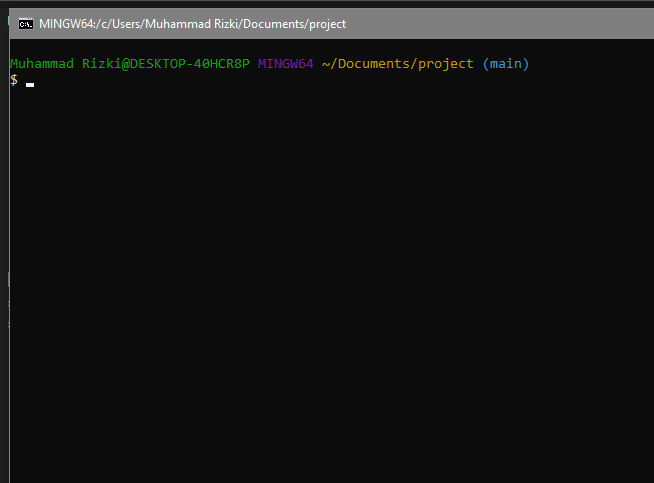 MINGW64:/c/Users/Muhammad Rizki/Documents/project
Muhammad Rizki@DESKTOP-40HCR8P MINGW64 ~/Documents/project (main)
$